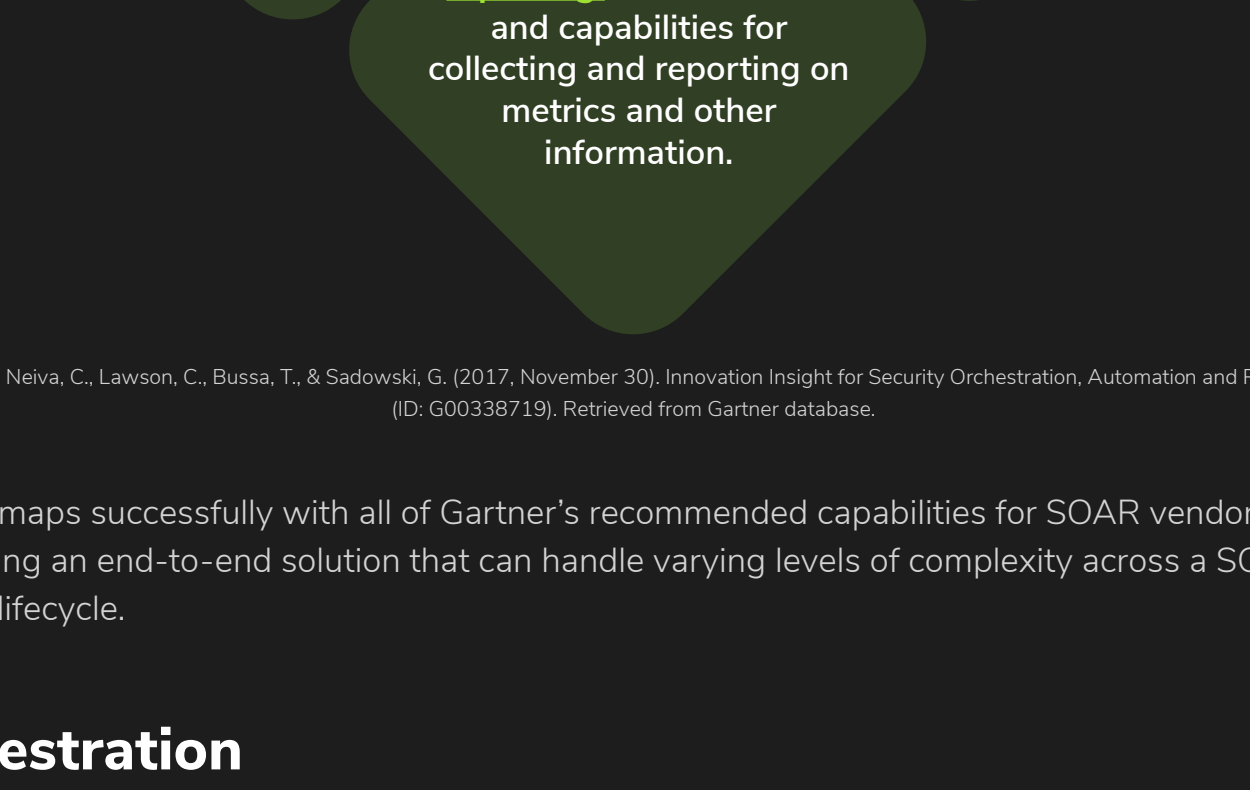 and capabilities for
collecting and reporting on
metrics and other
information.
Neiva, C., Lawson, C., Bussa, T., & Sadowski, G. (2017, November 30). Innovation Insight for Security Orchestration, Automation and
(ID: G00338719). Retrieved from Gartner database.
maps successfully with all of Gartner’s recommended capabilities for SOAR vendor
ing an end-to-end solution that can handle varying levels of complexity across a
lifecycle.
estration